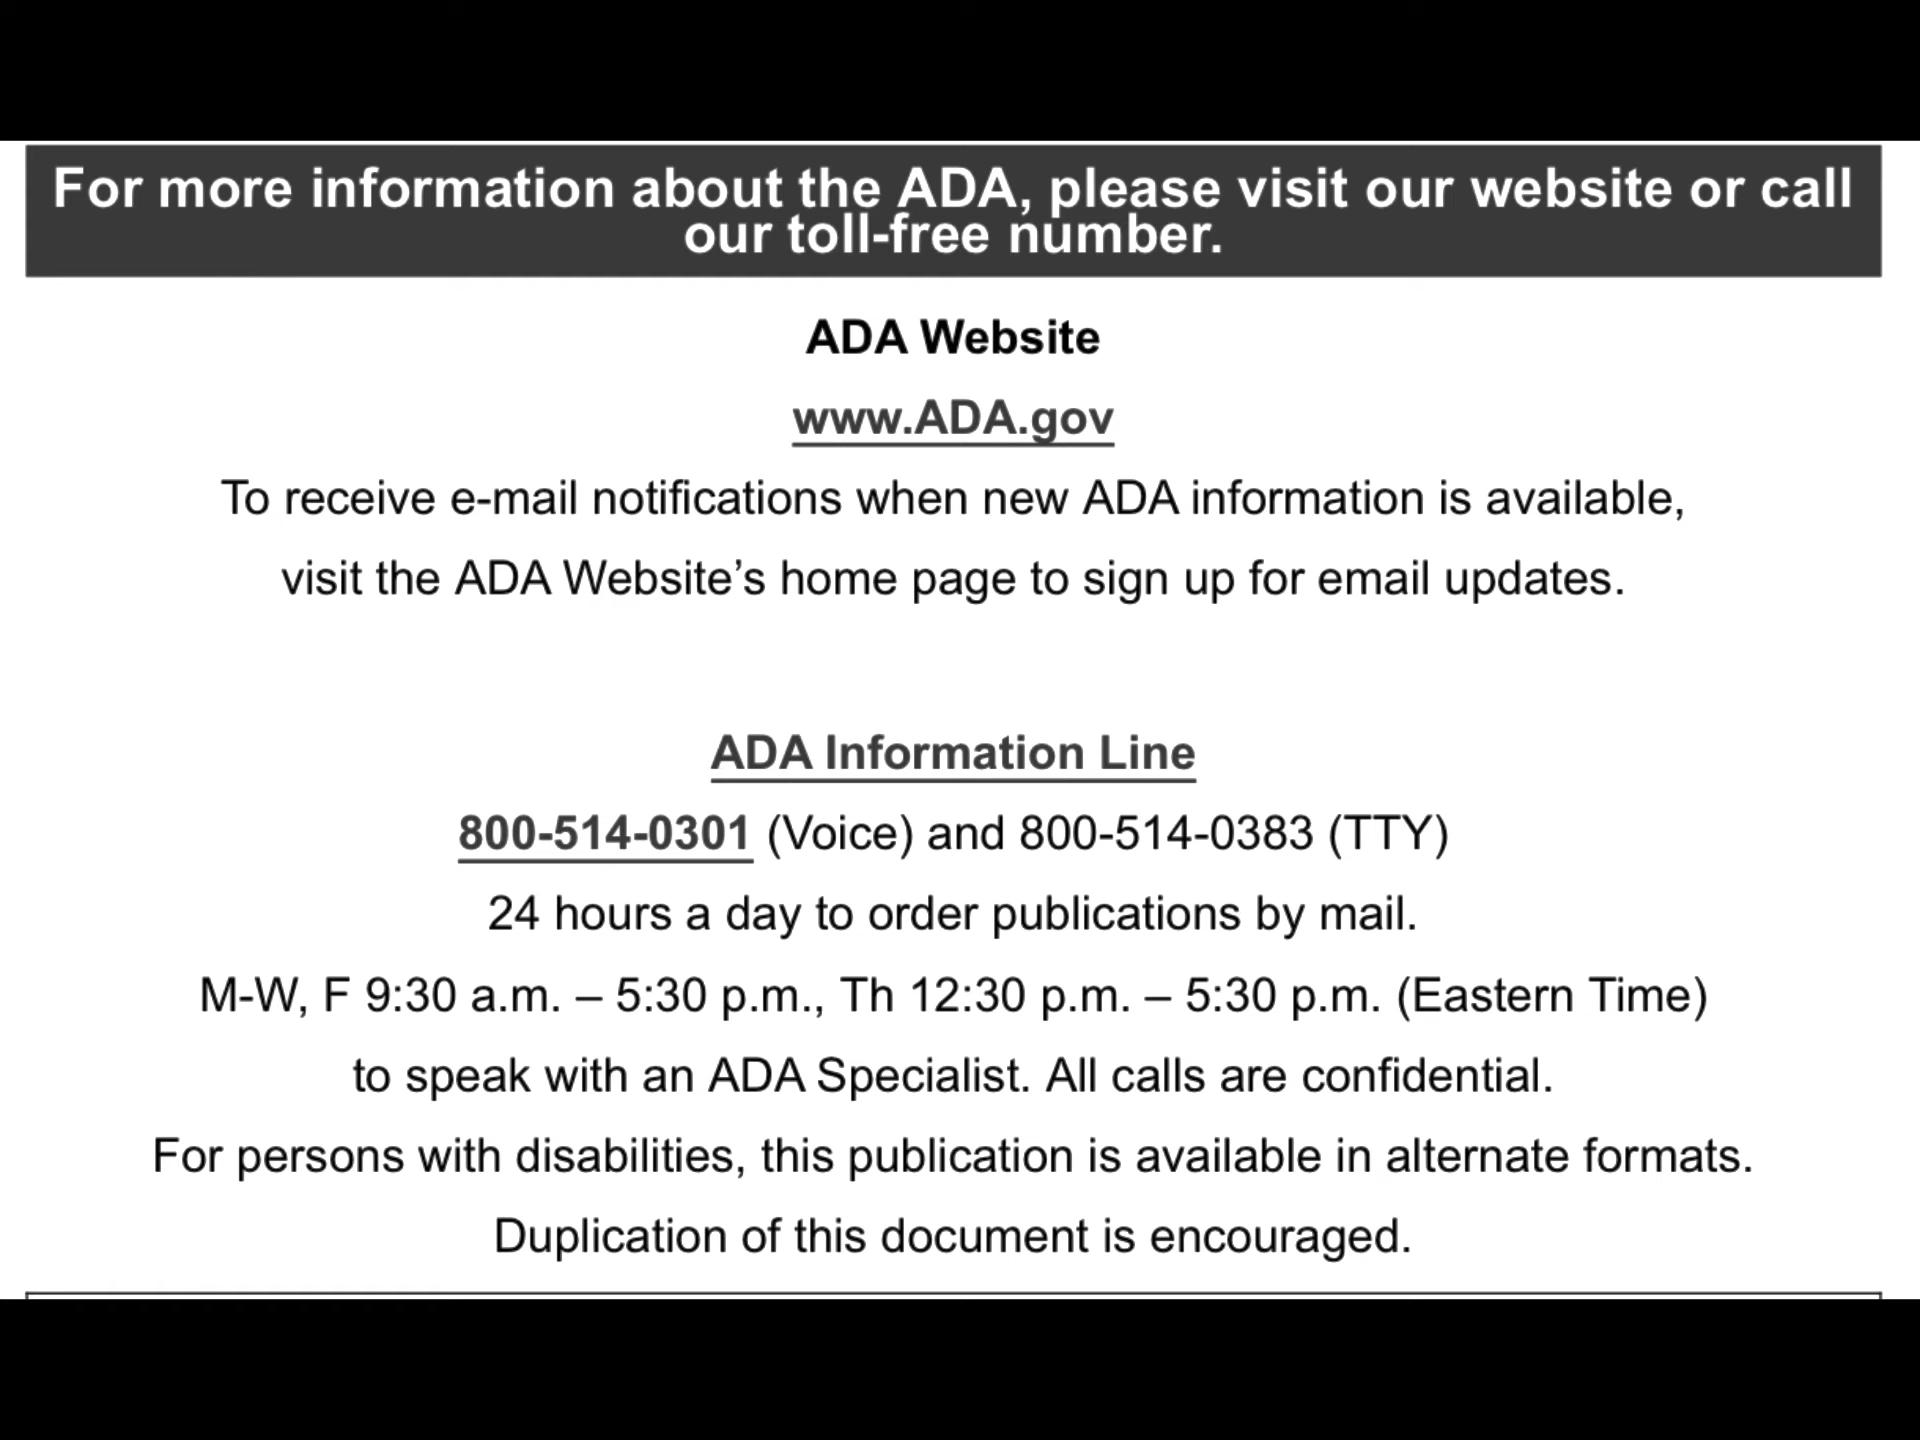 For more information about the ADA, please visit our website or call
our toll-free number.
ADA Website
www.ADA.gov
To receive e-mail notifications when new ADA information is available,
visit the ADA Website’s home page to sign up for email updates.
ADA Information Line
800-514-0301 (Voice) and 800-514-0383 (TTY)
24 hours a day to order publications by mail.
M-W, F 9:30 a.m. – 5:30 p.m., Th 12:30 p.m. – 5:30 p.m. (Eastern Time)
to speak with an ADA Specialist. All calls are confidential.
For persons with disabilities, this publication is available in alternate formats.
Duplication of this document is encouraged.